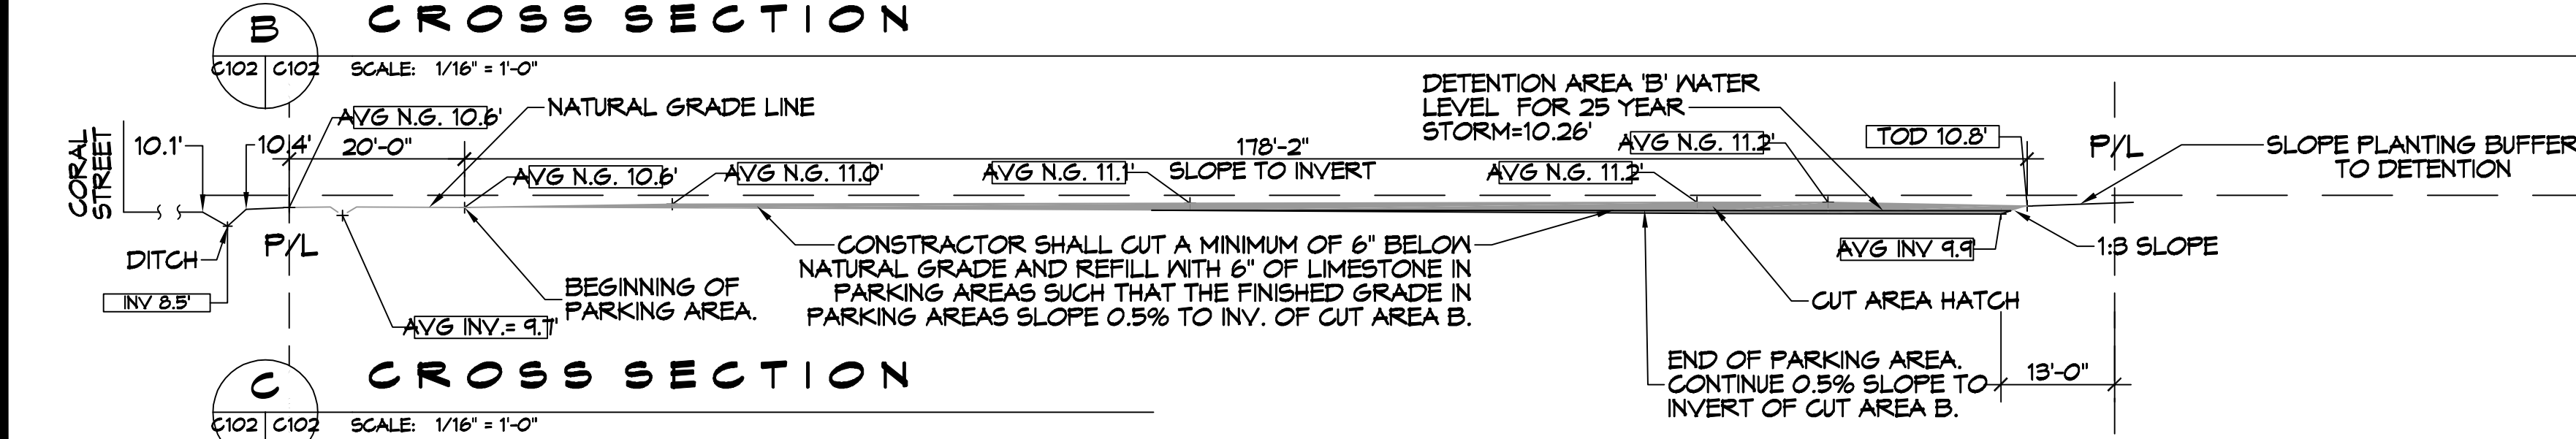 B
CROSS SECTION
C102 C102
SCALE: 1/16" = 1'-0"
DETENTION AREA 'B' WATER
LEVEL FOR 25 YEAR
STORM=10.26'
AVG N.G. 10.6'
NATURAL GRADE LINE
CORAL
STREET
10.1'
10.4'
20'-0"
178'-2"
SLOPE TO INVERT
AVG N.G. 11.2'
TOD 10.8'
P/L
SLOPE PLANTING BUFFER
TO DETENTION
AVG N.G. 10.6'
AVG N.G. 11.0'
AVG N.G. 11.1'
AVG N.G. 11.2'
DITCH
P/L
INV 8.5'
AVG INV.= 9.7'
BEGINNING OF
PARKING AREA.
CONSTRACTOR SHALL CUT A MINIMUM OF 6" BELOW
NATURAL GRADE AND REFILL WITH 6" OF LIMESTONE IN
PARKING AREAS SUCH THAT THE FINISHED GRADE IN
PARKING AREAS SLOPE 0.5% TO INV. OF CUT AREA B.
AVG INV 9.9'
1:3 SLOPE
CUT AREA HATCH
END OF PARKING AREA.
CONTINUE 0.5% SLOPE TO
INVERT OF CUT AREA B.
13'-0"
C
CROSS SECTION
C102 C102
SCALE: 1/16" = 1'-0"